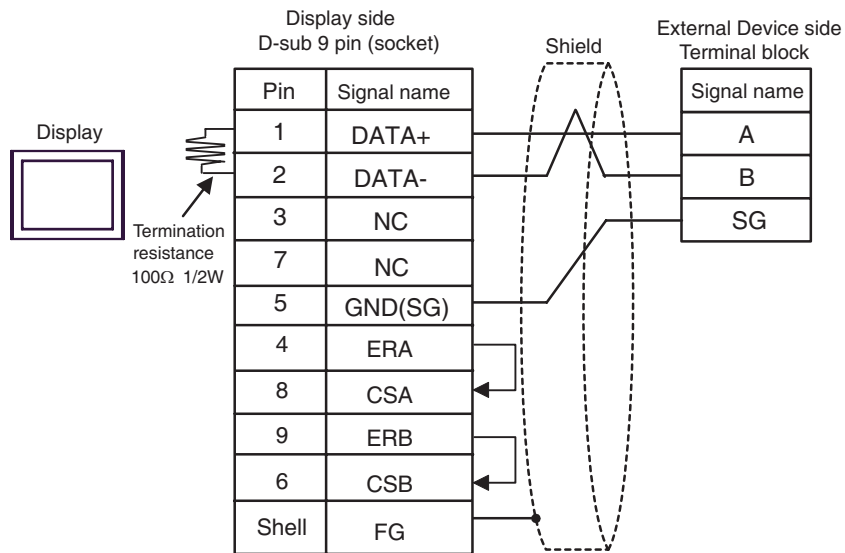 Display side
D-sub 9 pin (socket)
Shield
External Device side
Terminal block
Display
Termination
resistance
100Ω 1/2W
Pin Signal name
1 DATA+
2 DATA-
3 NC
7 NC
5 GND(SG)
4 ERA
8 CSA
9 ERB
6 CSB
Shell FG
Signal name
A
B
SG